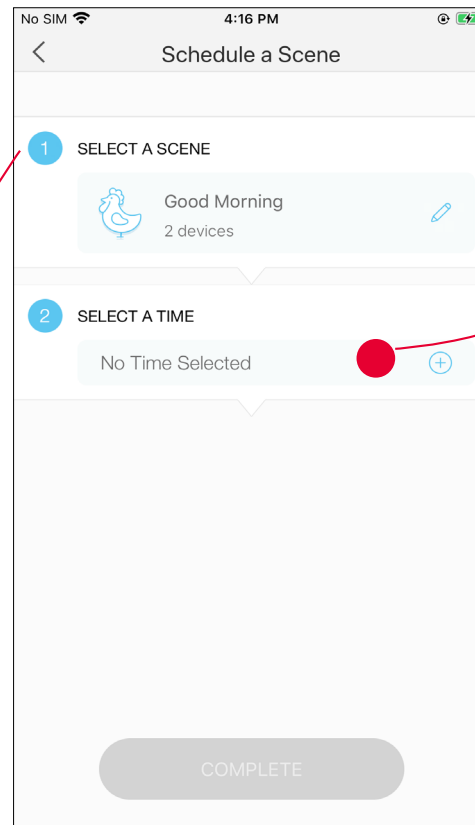 No SIM 4:16 PM
Schedule a Scene
1 SELECT A SCENE
Good Morning
2 devices
2 SELECT A TIME
No Time Selected
COMPLETE